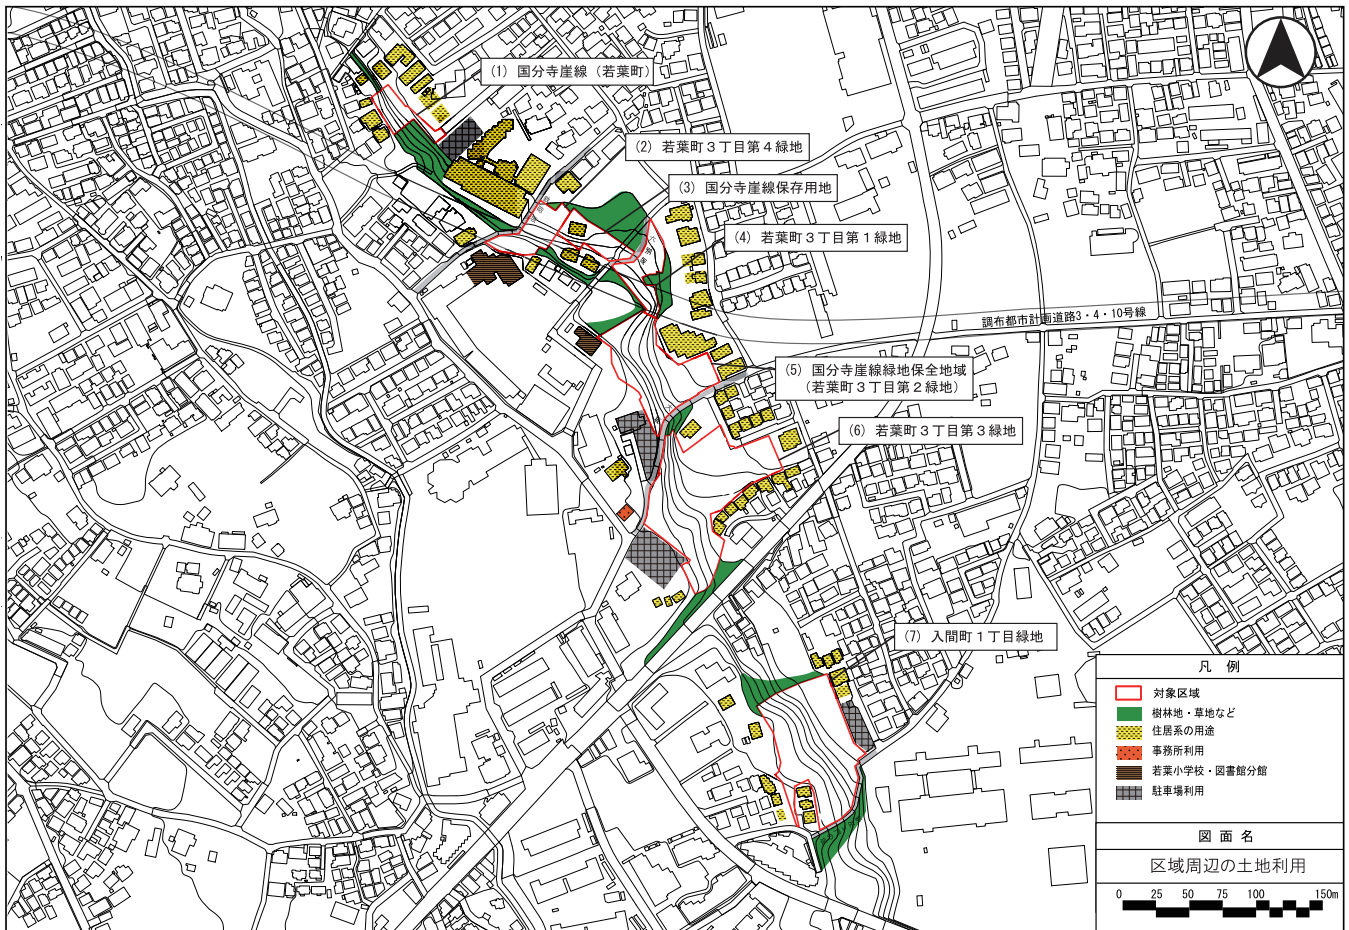 (1) 国分寺崖線 (若葉町)
(2) 若葉町3丁目第4緑地
(3) 国分寺崖線保存用地
(4) 若葉町3丁目第1緑地
調布都市計画道路3・4・10号線
(5) 国分寺崖線緑地保全地域
(若葉町3丁目第2緑地)
(6) 若葉町3丁目第3緑地
(7) 入間町1丁目緑地
凡 例
対象区域
樹林地・草地など
住居系の用途
事務所利用
若葉小学校・図書館分館
駐車場利用
図 面 名
区域周辺の土地利用
0 25 50 75 100 150m